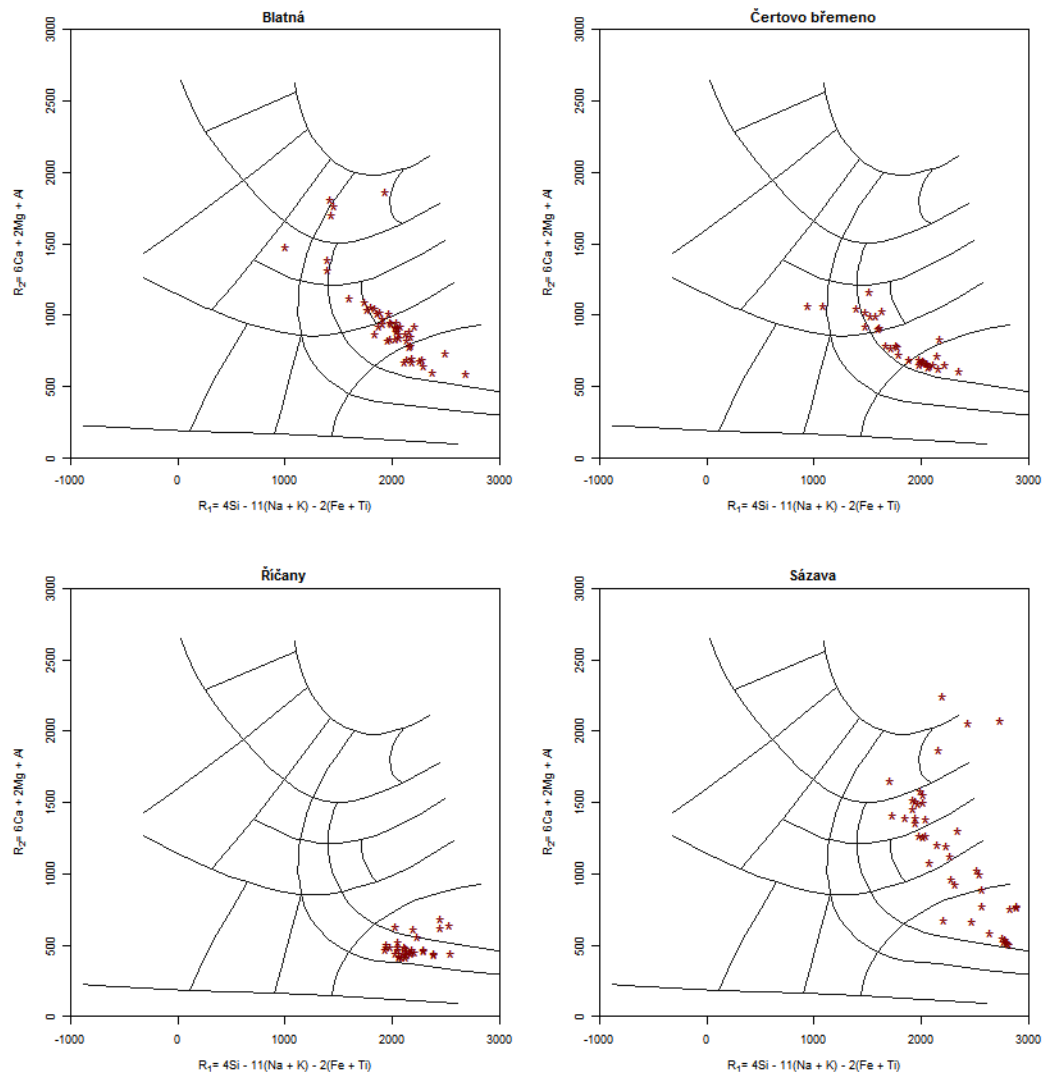 Blatná
R2= 6Ca + 2Mg + Al
3000
2500
2000
1500
1000
500
0
-1000 0 1000 2000 3000
R1= 4Si - 11(Na + K) - 2(Fe + Ti)
Čertovo břemeno
R2= 6Ca + 2Mg + Al
3000
2500
2000
1500
1000
500
0
-1000 0 1000 2000 3000
R1= 4Si - 11(Na + K) - 2(Fe + Ti)
Říčany
R2= 6Ca + 2Mg + Al
3000
2500
2000
1500
1000
500
0
-1000 0 1000 2000 3000
R1= 4Si - 11(Na + K) - 2(Fe + Ti)
Sázava
R2= 6Ca + 2Mg + Al
3000
2500
2000
1500
1000
500
0
-1000 0 1000 2000 3000
R1= 4Si - 11(Na + K) - 2(Fe + Ti)